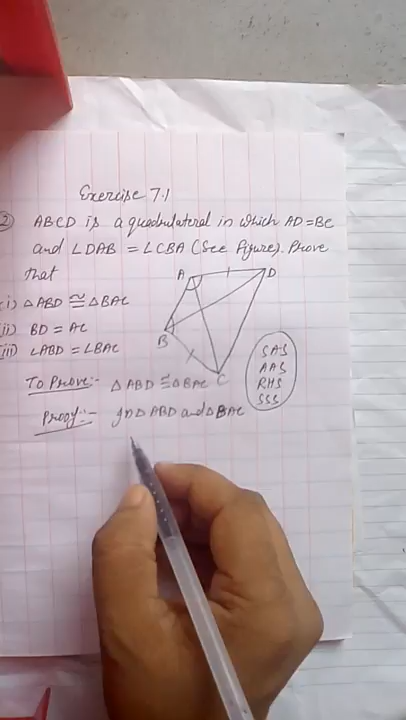 Exercise 7.1
② ABCD is a quadrilateral in which AD = BC
and ∠DAB = ∠CBA (See figure). Prove
that
(i) △ABD ≅ △BAC
(ii) BD = AC
(iii) ∠ABD = ∠BAC
A
D
B
C
SAS
AAS
RHS
SSS
To Prove:- △ABD ≅ △BAC
Proof:- In △ABD and △BAC